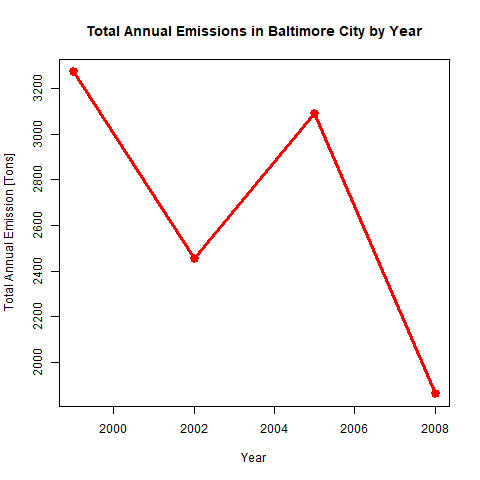 Total Annual Emissions in Baltimore City by Year
Total Annual Emission [Tons]
3200
3000
2800
2600
2400
2200
2000
2000 2002 2004 2006 2008
Year